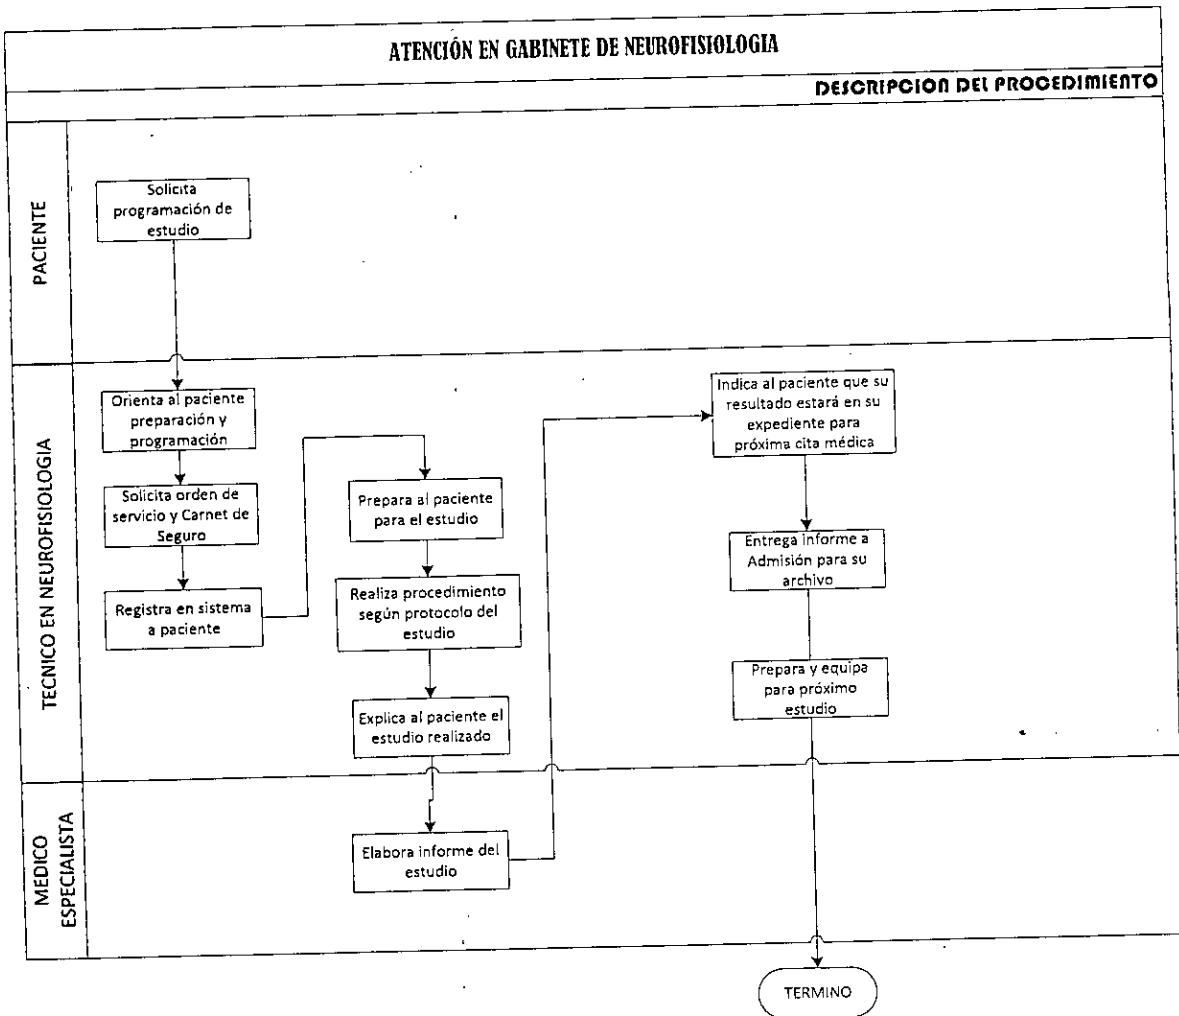 ATENCIÓN EN GABINETE DE NEUROFISIOLOGIA
DESCRIPCION DEL PROCEDIMIENTO
PACIENTE
Solicita
programación de
estudio
TECNICO EN NEUROFISIOLOGIA
Orienta al paciente
preparación y
programación
Solicita orden de
servicio y Carnet de
Seguro
Registra en sistema
a paciente
Prepara al paciente
para el estudio
Realiza procedimiento
según protocolo del
estudio
Explica al paciente el
estudio realizado
Indica al paciente que su
resultado estará en su
expediente para
próxima cita médica
Entrega informe a
Admisión para su
archivo
Prepara y equipa
para próximo
estudio
MEDICO
ESPECIALISTA
Elabora informe del
estudio
TERMINO